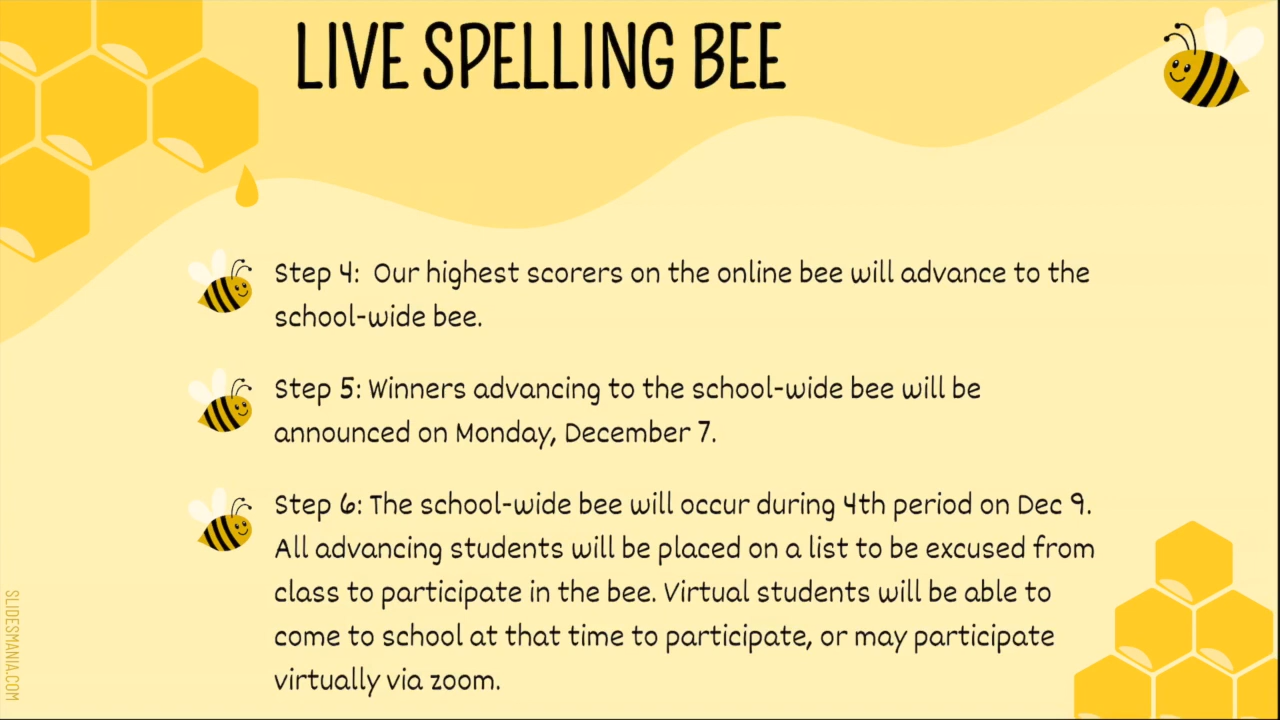 LIVE SPELLING BEE
Step 4:  Our highest scorers on the online bee will advance to the
school-wide bee.
Step 5: Winners advancing to the school-wide bee will be
announced on Monday, December 7.
Step 6: The school-wide bee will occur during 4th period on Dec 9.
All advancing students will be placed on a list to be excused from
class to participate in the bee. Virtual students will be able to
come to school at that time to participate, or may participate
virtually via zoom.
SLIDESMANIA.COM